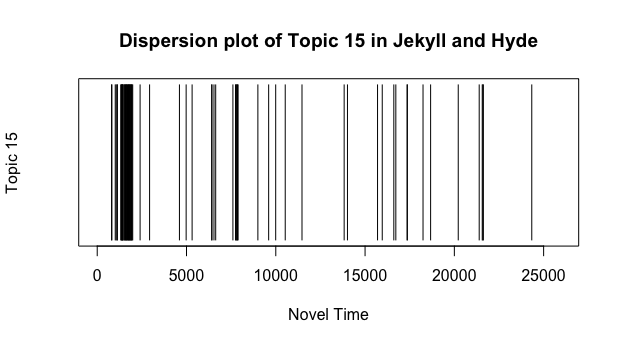 Dispersion plot of Topic 15 in Jekyll and Hyde
Topic 15
0 5000 10000 15000 20000 25000
Novel Time